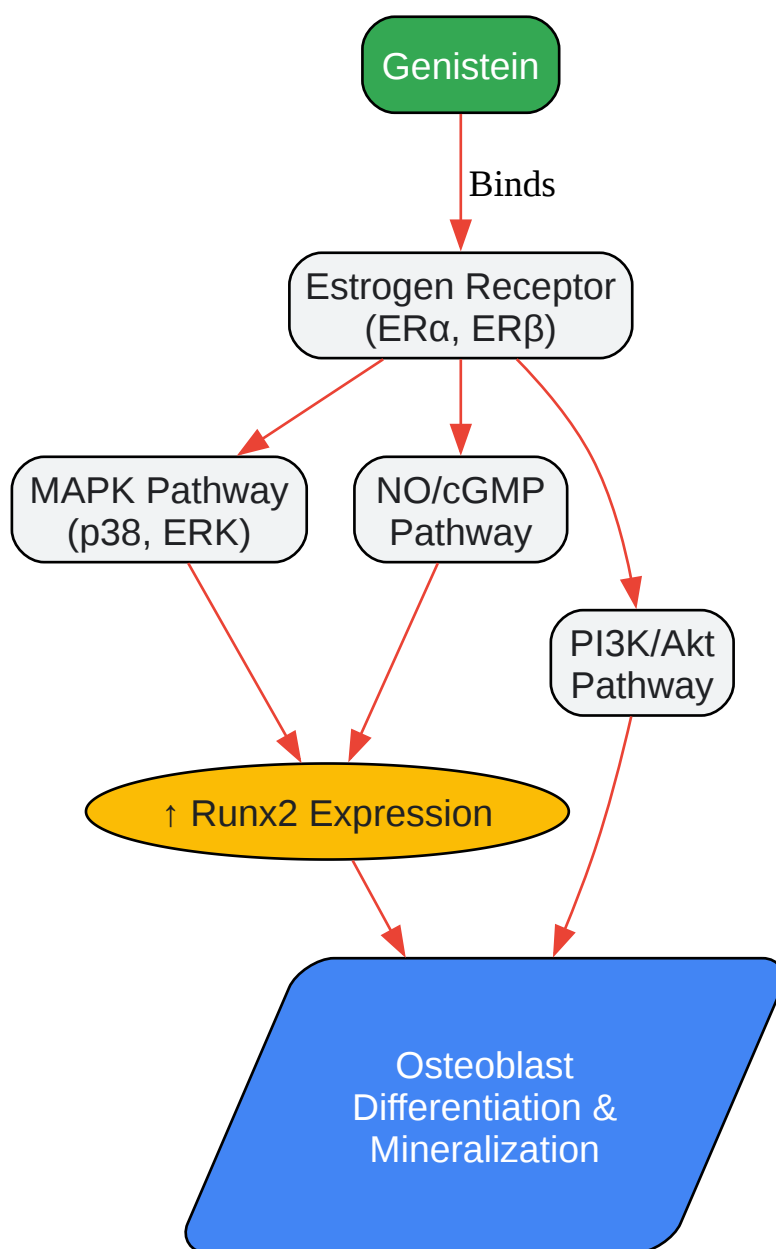 Genistein
Binds
Estrogen Receptor
(ERα, ERβ)
MAPK Pathway
(p38, ERK)
NO/cGMP
Pathway
PI3K/Akt
Pathway
↑ Runx2 Expression
Osteoblast
Differentiation &
Mineralization